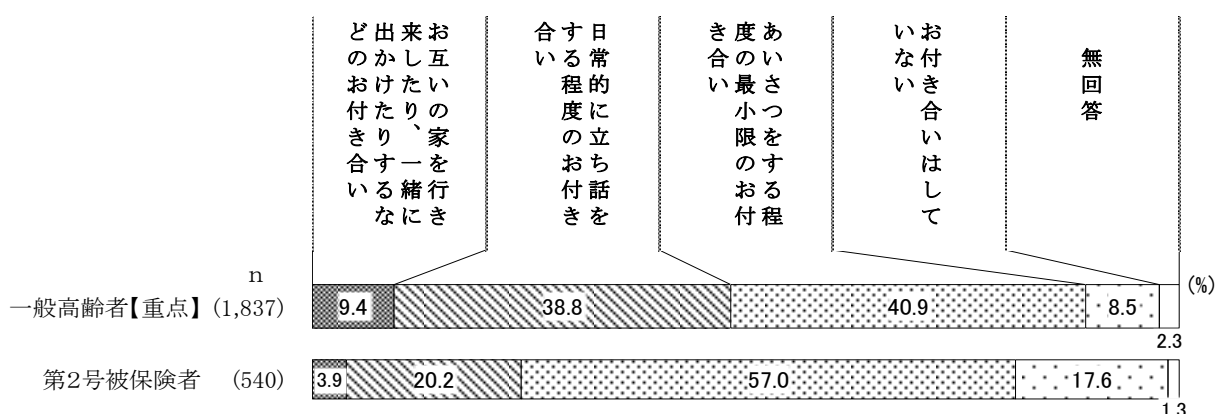 お互いの家を行き
来したり、一緒に
出かけたりするな
どのお付き合い
日常的に立ち話を
する程度のお付き
合い
あいさつをする程
度の最小限のお付
き合い
お付き合いはして
いない
無回答
n
(%)
一般高齢者【重点】 (1,837)
9.4
38.8
40.9
8.5
2.3
第2号被保険者 (540)
3.9
20.2
57.0
17.6
1.3